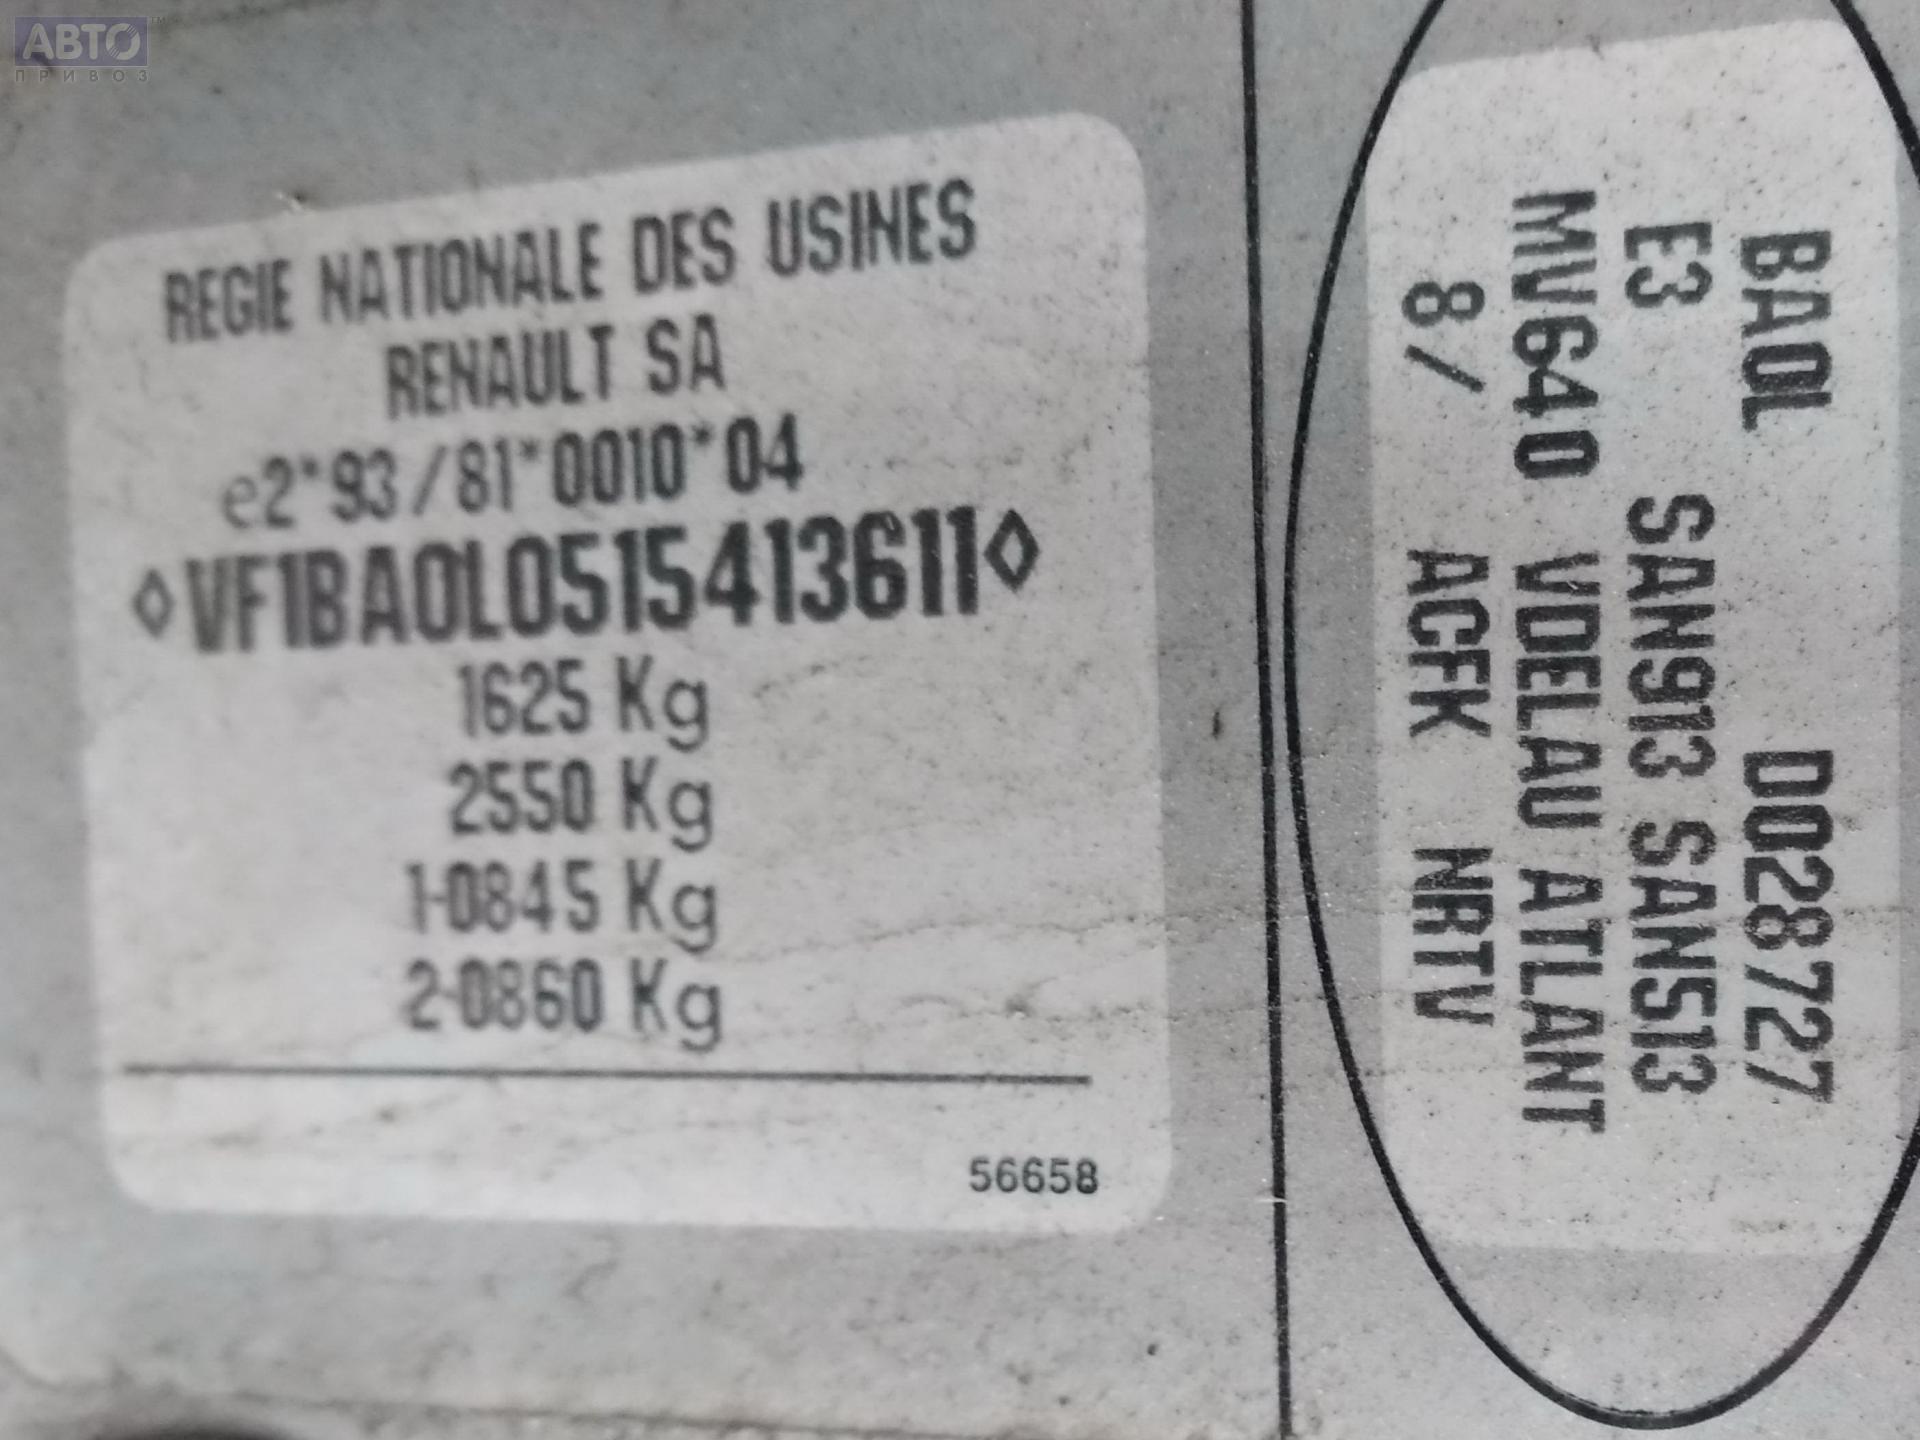 АВТО
ПРИВОЗ
REGIE NATIONALE DES USINES
RENAULT SA
e2*93/81*0010*04
◊VF1BA0L0515413611◊
1625 Kg
2550 Kg
1-0845 Kg
2-0860 Kg
56658
BA0L D028727
E3 SAN913 SAN513
MV640 VDELAU ATLANT
8/ ACFK NRTV